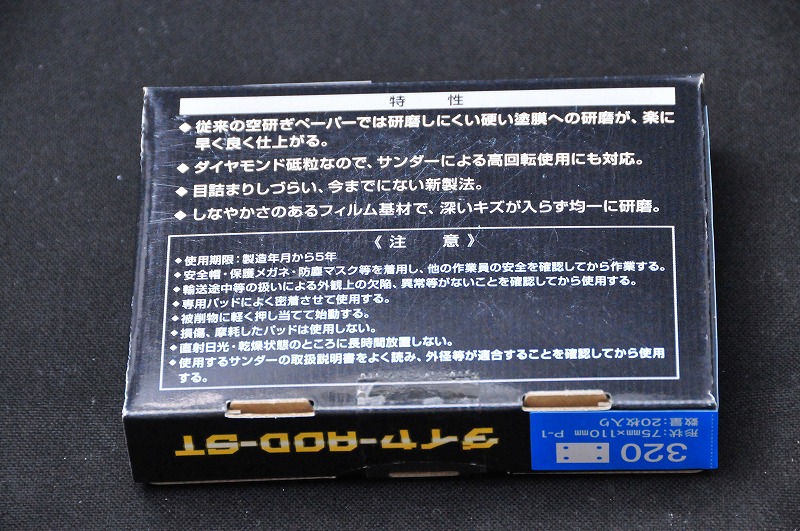 特 性
◆従来の空研ぎペーパーでは研磨しにくい硬い塗膜への研磨が、楽に
早く良く仕上がる。
◆ダイヤモンド砥粒なので、サンダーによる高回転使用にも対応。
◆目詰まりしづらい、今までにない新製法。
◆しなやかさのあるフィルム基材で、深いキズが入らず均一に研磨。
《注 意》
◆使用期限：製造年月から5年
◆安全帽・保護メガネ・防塵マスク等を着用し、他の作業員の安全を確認してから作業する。
◆輸送途中等の扱いによる外観上の欠陥、異常等がないことを確認してから使用する。
◆専用パッドによく密着させて使用する。
◆被削物に軽く押し当てて始動する。
◆損傷、摩耗したパッドは使用しない。
◆直射日光・乾燥状態のところに長時間放置しない。
◆使用するサンダーの取扱説明書をよく読み、外径等が適合することを確認してから使用
する。
ダイヤ-AOD-ST
320
形状：75mm×110mm P-1
数量：20枚入り